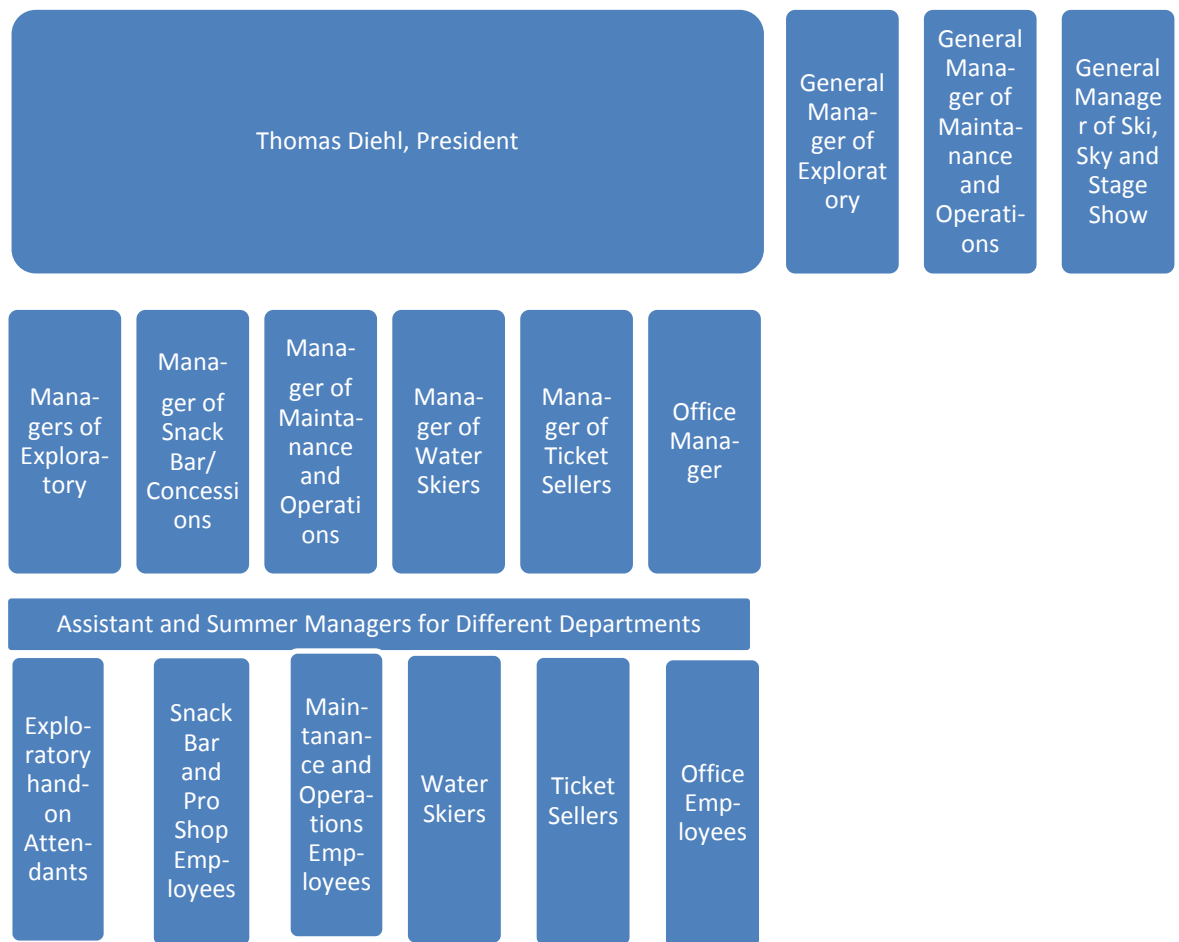 Thomas Diehl, President
General
Mana-
ger of
Explorat
ory
General
Mana-
ger of
Mainta-
nance
and
Operati-
ons
General
Manage
r of Ski,
Sky and
Stage
Show
Mana-
gers of
Explora-
tory
Mana-
ger of
Snack
Bar/
Concessi
ons
Mana-
ger of
Mainta-
nance
and
Operati
ons
Mana-
ger of
Water
Skiers
Mana-
ger of
Ticket
Sellers
Office
Mana-
ger
Assistant and Summer Managers for Different Departments
Explo-
ratory
hand-
on
Atten-
dants
Snack
Bar
and
Pro
Shop
Emp-
loyees
Main-
tanan-
ce and
Opera-
tions
Emp-
loyees
Water
Skiers
Ticket
Sellers
Office
Emp-
loyees